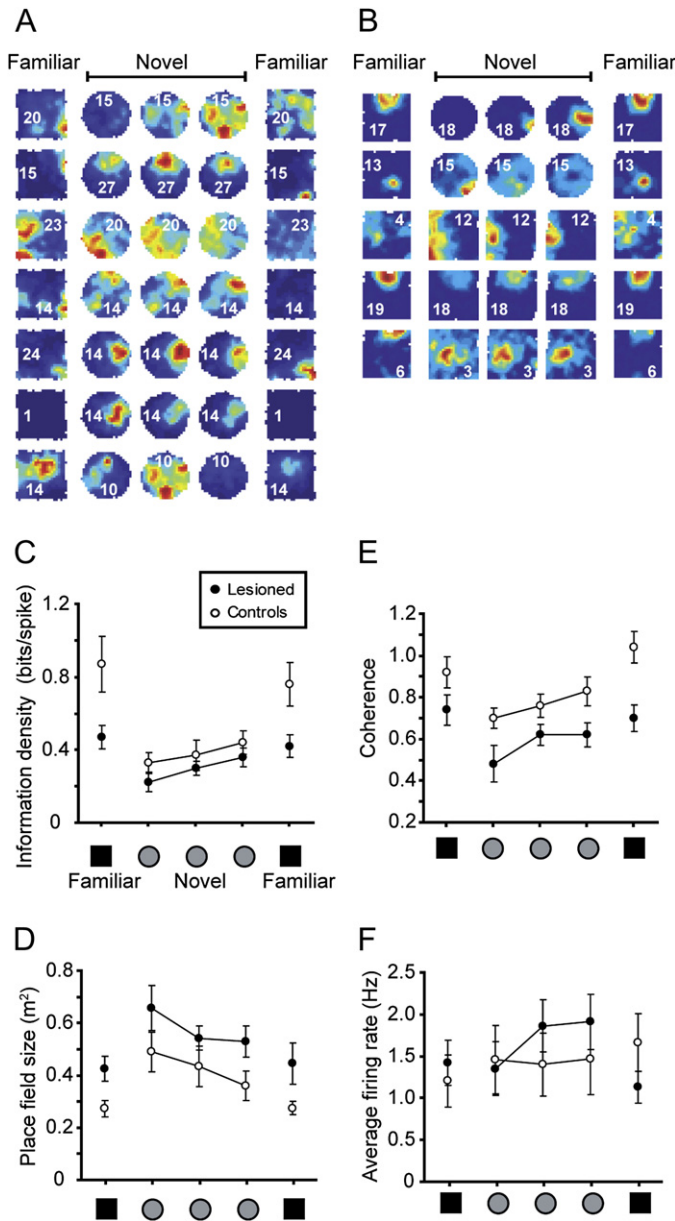 A
Familiar Novel Familiar
20 15 15 15 20
15 27 27 27 15
23 20 20 20 23
14 14 14 14 14
24 14 14 14 24
1 14 14 14 1
14 10 10 10 14
B
Familiar Novel Familiar
17 18 18 18 17
13 15 15 15 13
4 12 12 12 4
19 18 18 18 19
6 3 3 3 6
C
Information density (bits/spike)
1.2
0.8
0.4
0
Lesioned
Controls
Familiar Novel Familiar
D
Place field size (m²)
0.8
0.6
0.4
0.2
0
E
Coherence
1.2
1.0
0.8
0.6
0.4
0.2
F
Average firing rate (Hz)
2.5
2.0
1.5
1.0
0.5
0